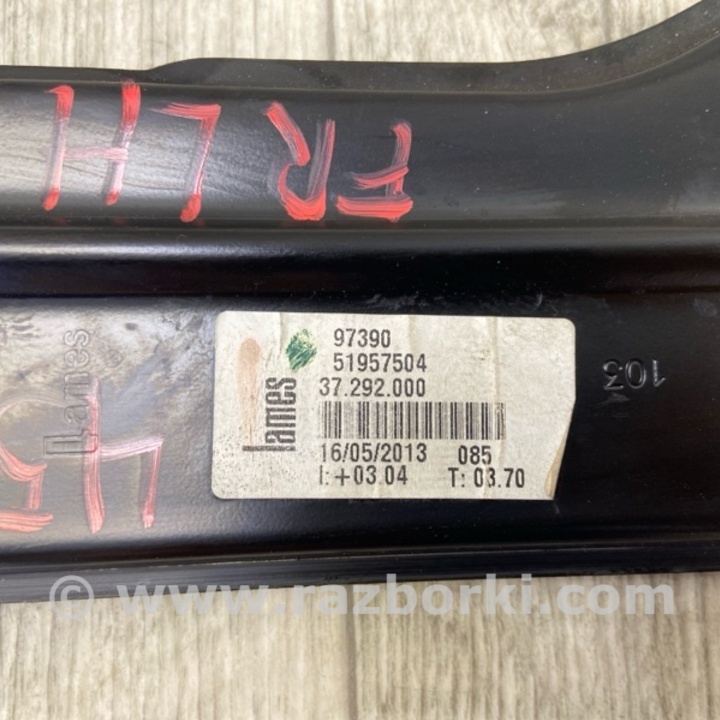 FR LH
97390
51957504
37.292.000
lames
16/05/2013 085
I:+03.04 T: 03.70
103
Lames
© www.razborki.com